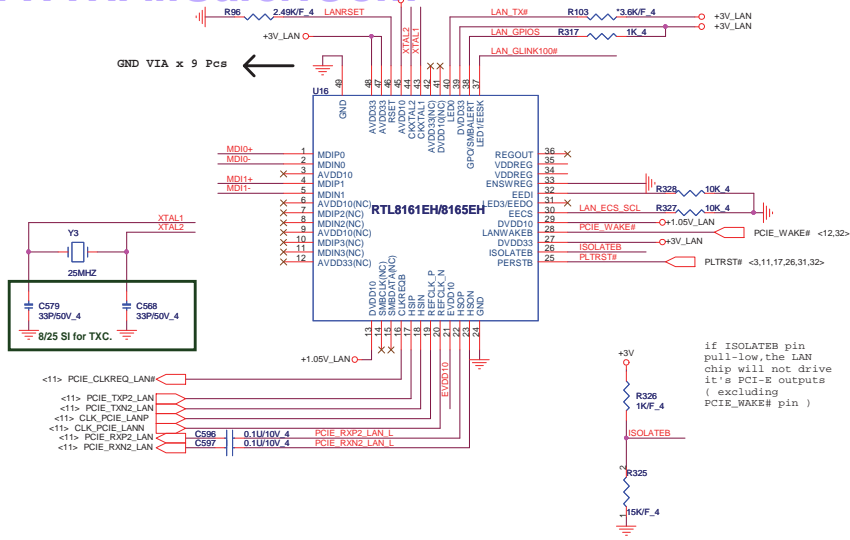 R96 2.49K/F_4 LANRSET
+3V_LAN
XTAL2
XTAL1
LAN_TX# R103 *3.6K/F_4 +3V_LAN
LAN_GPIOS R317 1K_4 +3V_LAN
LAN_GLINK100#
GND VIA x 9 Pcs
U16
49 GND
48 AVDD33
47 AVDD33
46 RSET
45 AVDD10
44 CKXTAL2
43 CKXTAL1
42 AVDD33(NC)
41 DVDD10(NC)
40 LED0
39 DVDD33
38 GPO/SMBALERT
37 LED1/EESK
RTL8161EH/8165EH
MDI0+ 1 MDIP0
MDI0- 2 MDIN0
3 AVDD10
MDI1+ 4 MDIP1
MDI1- 5 MDIN1
6 AVDD10(NC)
7 MDIP2(NC)
8 MDIN2(NC)
9 AVDD10(NC)
10 MDIP3(NC)
11 MDIN3(NC)
12 AVDD33(NC)
REGOUT 36
VDDREG 35
VDDREG 34
ENSWREG 33
EEDI 32 R328 10K_4
LED3/EEDO 31
EECS 30 LAN_ECS_SCL R327 10K_4
DVDD10 29 +1.05V_LAN
LANWAKEB 28 PCIE_WAKE# PCIE_WAKE# <12,32>
DVDD33 27 +3V_LAN
ISOLATEB 26 ISOLATEB
PERSTB 25 PLTRST# PLTRST# <3,11,17,26,31,32>
13 DVDD10
14 SMBCLK(NC)
15 SMBDATA(NC)
16 CLKREQB
17 HSIP
18 HSIN
19 REFCLK_P
20 REFCLK_N
21 EVDD10
22 HSOP
23 HSON
24 GND
XTAL1
XTAL2
Y3
25MHZ
C579
33P/50V_4
C568
33P/50V_4
8/25 SI for TXC.
+1.05V_LAN
EVDD10
<11> PCIE_CLKREQ_LAN#
<11> PCIE_TXP2_LAN
<11> PCIE_TXN2_LAN
<11> CLK_PCIE_LANP
<11> CLK_PCIE_LANN
<11> PCIE_RXP2_LAN C596 0.1U/10V_4 PCIE_RXP2_LAN_L
<11> PCIE_RXN2_LAN C597 0.1U/10V_4 PCIE_RXN2_LAN_L
+3V
R326
1K/F_4
ISOLATEB
2
R325
1
15K/F_4
if ISOLATEB pin
pull-low,the LAN
chip will not drive
it's PCI-E outputs
( excluding
PCIE_WAKE# pin )